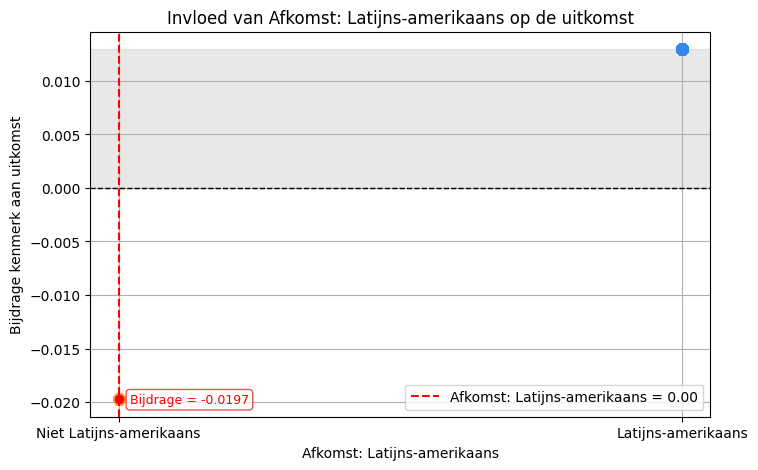 Invloed van Afkomst: Latijns-amerikaans op de uitkomst
Bijdrage kenmerk aan uitkomst
0.010
0.005
0.000
−0.005
−0.010
−0.015
−0.020
Bijdrage = -0.0197
Afkomst: Latijns-amerikaans = 0.00
Niet Latijns-amerikaans
Latijns-amerikaans
Afkomst: Latijns-amerikaans